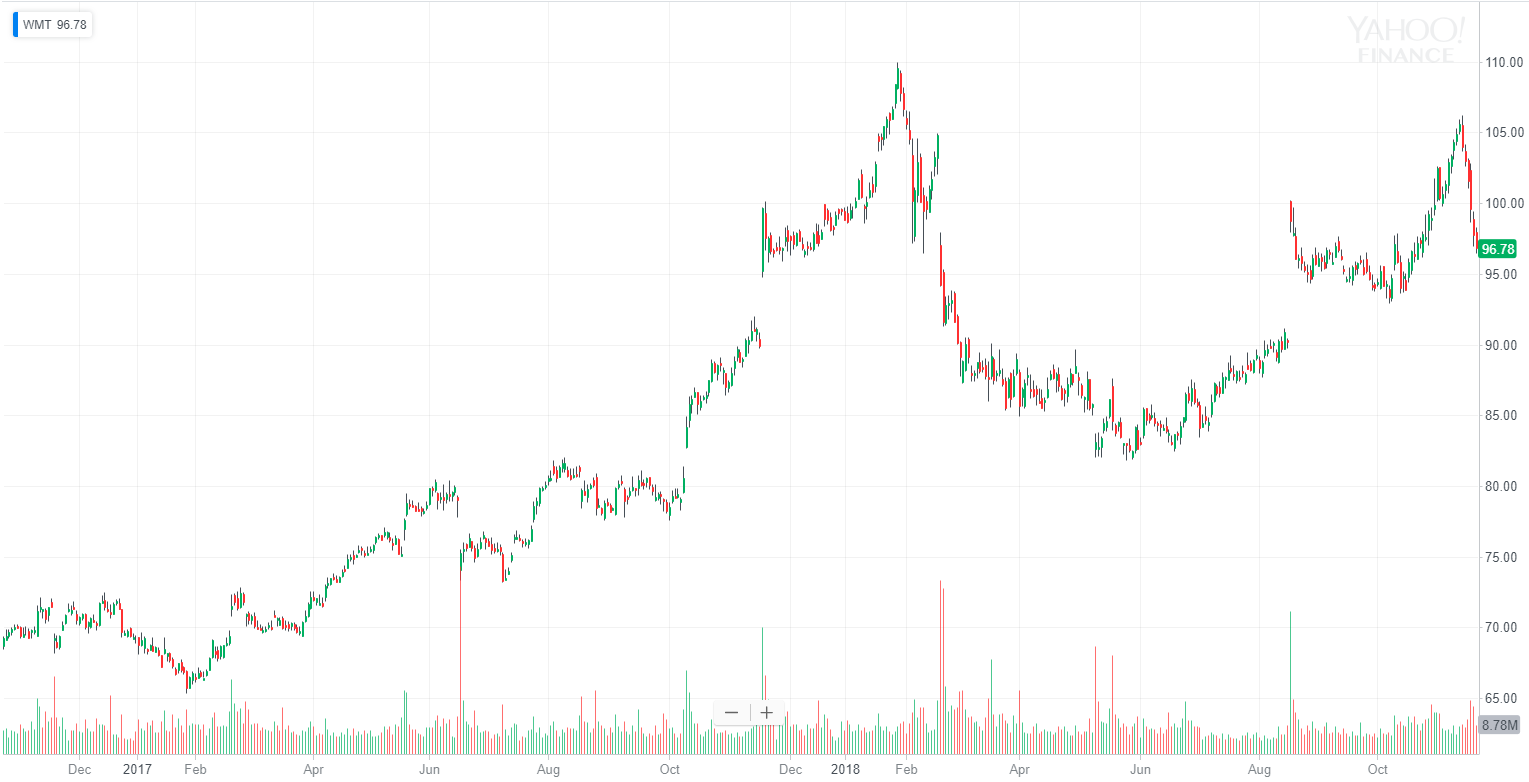 WMT 96.78
YAHOO!
FINANCE
110.00
105.00
100.00
96.78
95.00
90.00
85.00
80.00
75.00
70.00
65.00
8.78M
− +
Dec 2017 Feb Apr Jun Aug Oct Dec 2018 Feb Apr Jun Aug Oct